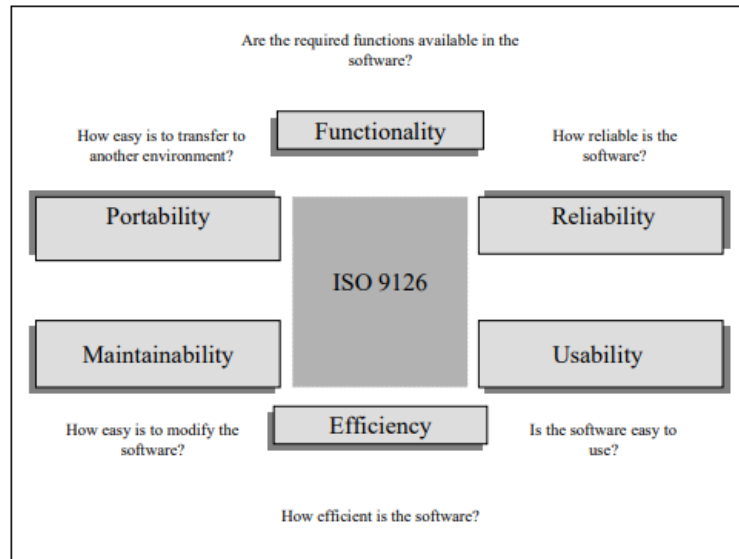 Are the required functions available in the
software?
Functionality
How easy is to transfer to
another environment?
How reliable is the
software?
Portability
Reliability
ISO 9126
Maintainability
Usability
Efficiency
How easy is to modify the
software?
Is the software easy to
use?
How efficient is the software?